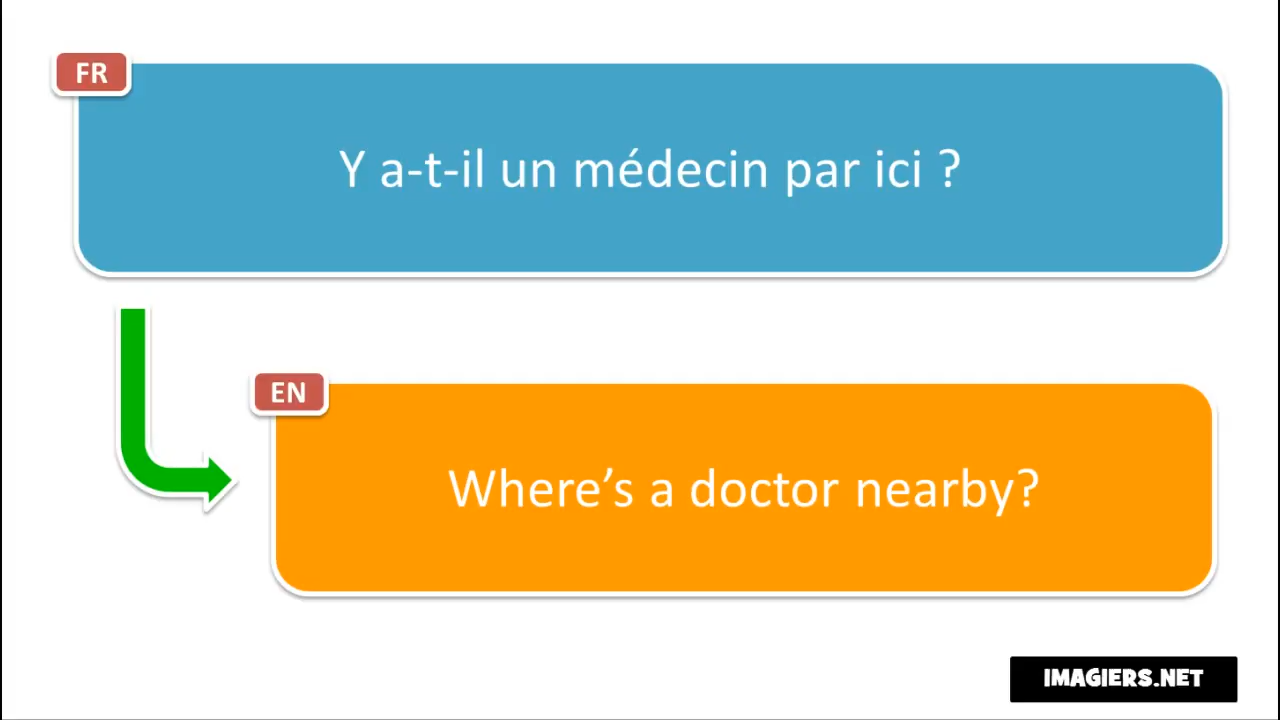 FR
Y a-t-il un médecin par ici ?
EN
Where’s a doctor nearby?
IMAGIERS.NET